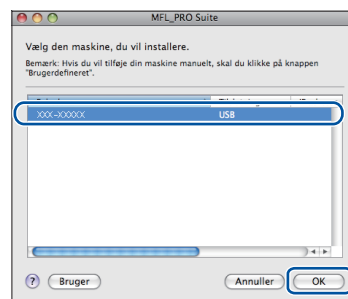 MFL_PRO Suite
Vælg den maskine, du vil installere.
Bemærk: Hvis du vil tilføje din maskine manuelt, skal du klikke på knappen
"Brugerdefineret".
XXX-XXXXX USB
? Bruger Annuller OK